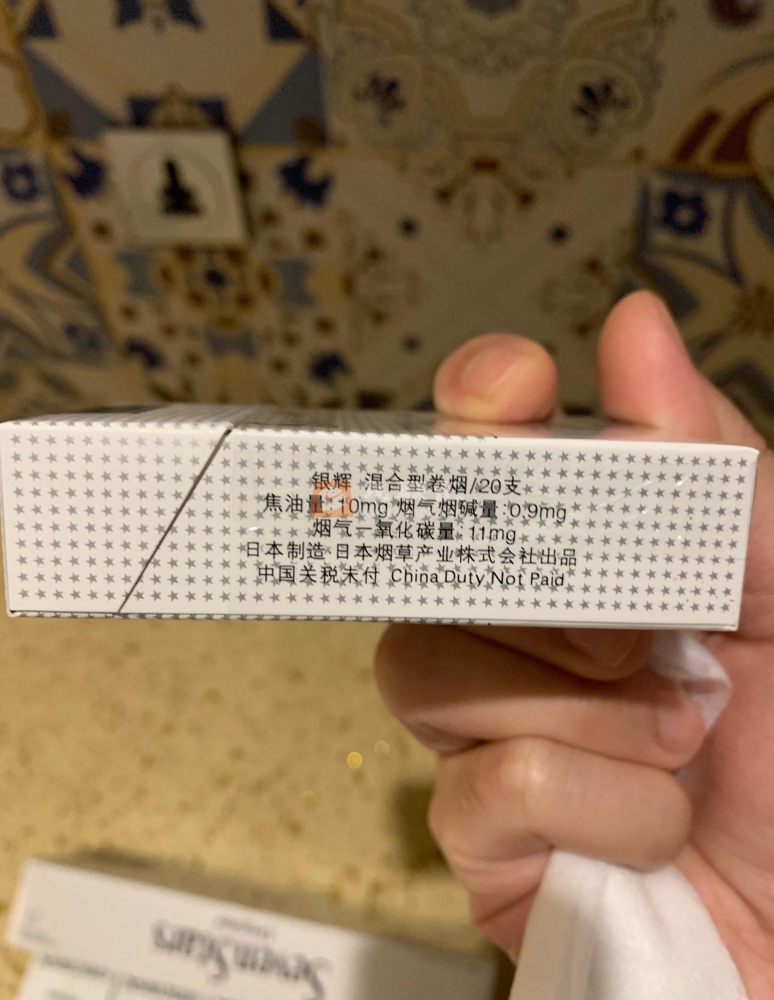 银辉 混合型卷烟/20支
焦油量:10mg 烟气烟碱量:0.9mg
烟气一氧化碳量:11mg
日本制造·日本烟草产业株式会社出品
中国关税未付 China Duty Not Paid
SevenStars